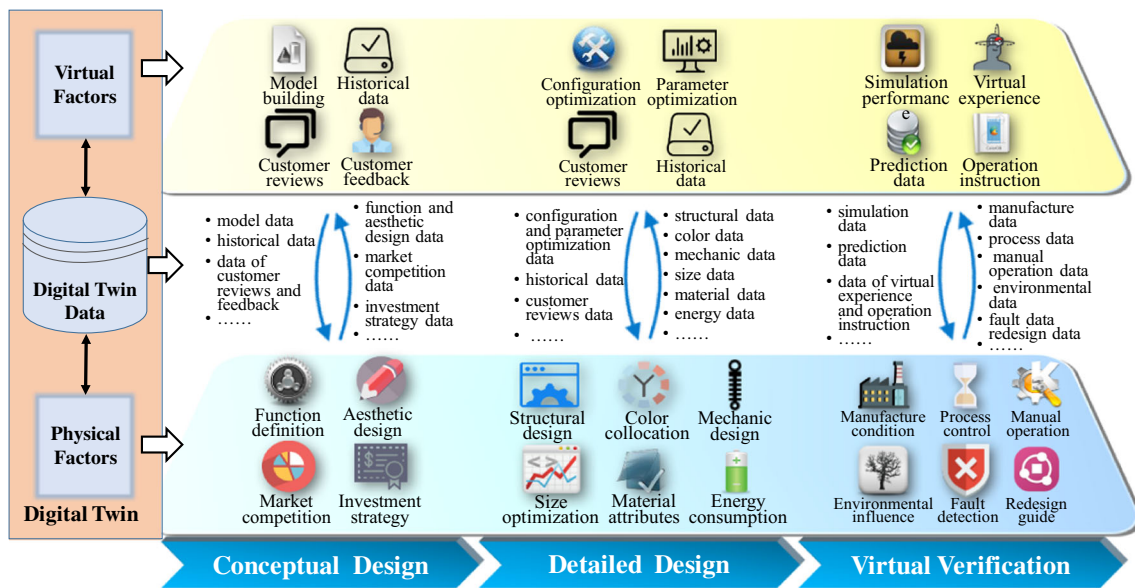 Virtual
Factors
Digital Twin
Data
Physical
Factors
Digital Twin
Model
building
Historical
data
Customer
reviews
Customer
feedback
Configuration
optimization
Parameter
optimization
Customer
reviews
Historical
data
Simulation
performanc
e
Virtual
experience
Prediction
data
Operation
instruction
• model data
• historical data
• data of
customer
reviews and
feedback
• ……
• function and
aesthetic
design data
• market
competition
data
• investment
strategy data
• ……
• configuration
and parameter
optimization
data
• historical data
• customer
reviews data
• ……
• structural data
• color data
• mechanic data
• size data
• material data
• energy data
• ……
• simulation
data
• prediction
data
• data of virtual
experience
and operation
instruction
• ……
• manufacture
data
• process data
• manual
operation data
• environmental
data
• fault data
• redesign data
• ……
Function
definition
Aesthetic
design
Market
competition
Investment
strategy
Structural
design
Color
collocation
Mechanic
design
Size
optimization
Material
attributes
Energy
consumption
Manufacture
condition
Process
control
Manual
operation
Environmental
influence
Fault
detection
Redesign
guide
Conceptual Design
Detailed Design
Virtual Verification